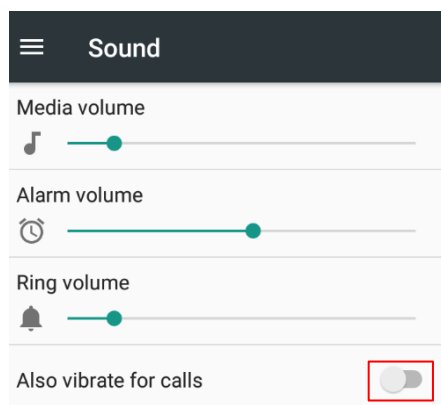 Sound
Media volume
Alarm volume
Ring volume
Also vibrate for calls